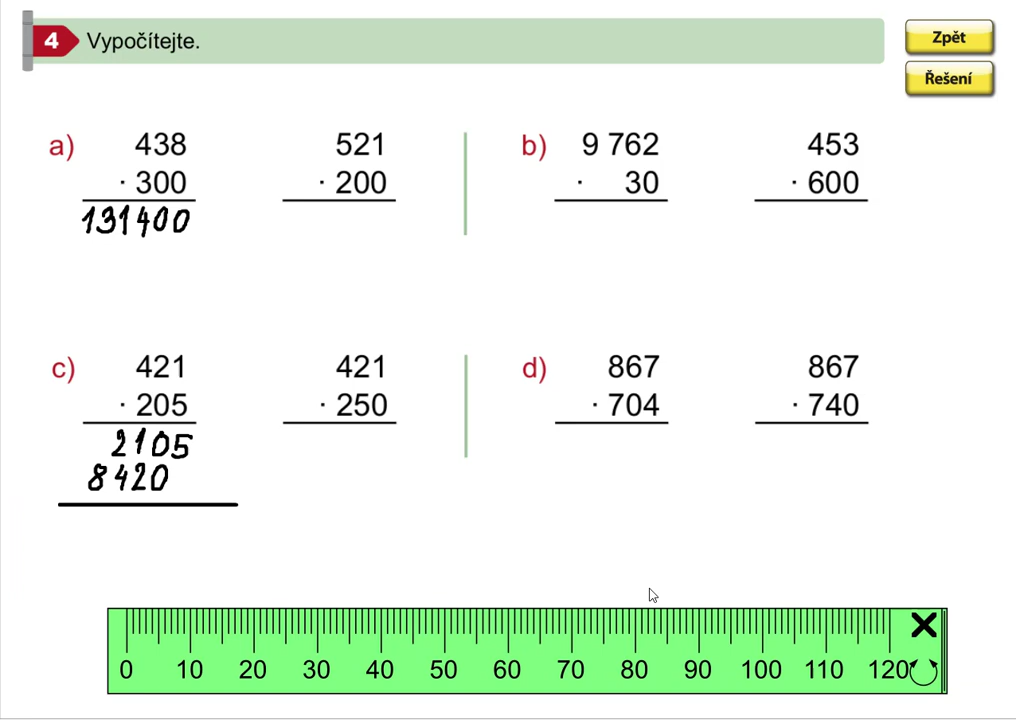 4 Vypočítejte.
Zpět
Řešení
a) 438
· 300
131400
521
· 200
b) 9 762
· 30
453
· 600
c) 421
· 205
2105
8420
421
· 250
d) 867
· 704
867
· 740
0 10 20 30 40 50 60 70 80 90 100 110 120